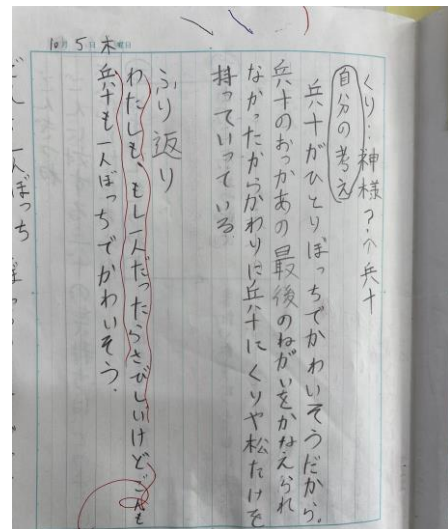 10月5日木曜日
くり…神様?↑兵十
自分の考え
兵十がひとりぼっちでかわいそうだから、
兵十のおっかあの最後のねがいをかなえられ
なかったからかわりに兵十にくりや松たけを
持っていっている。
ふり返り
わたしも、もし一人だったらさびしいけどごんも
兵十も一人ぼっちでかわいそう。
一人ぼっち